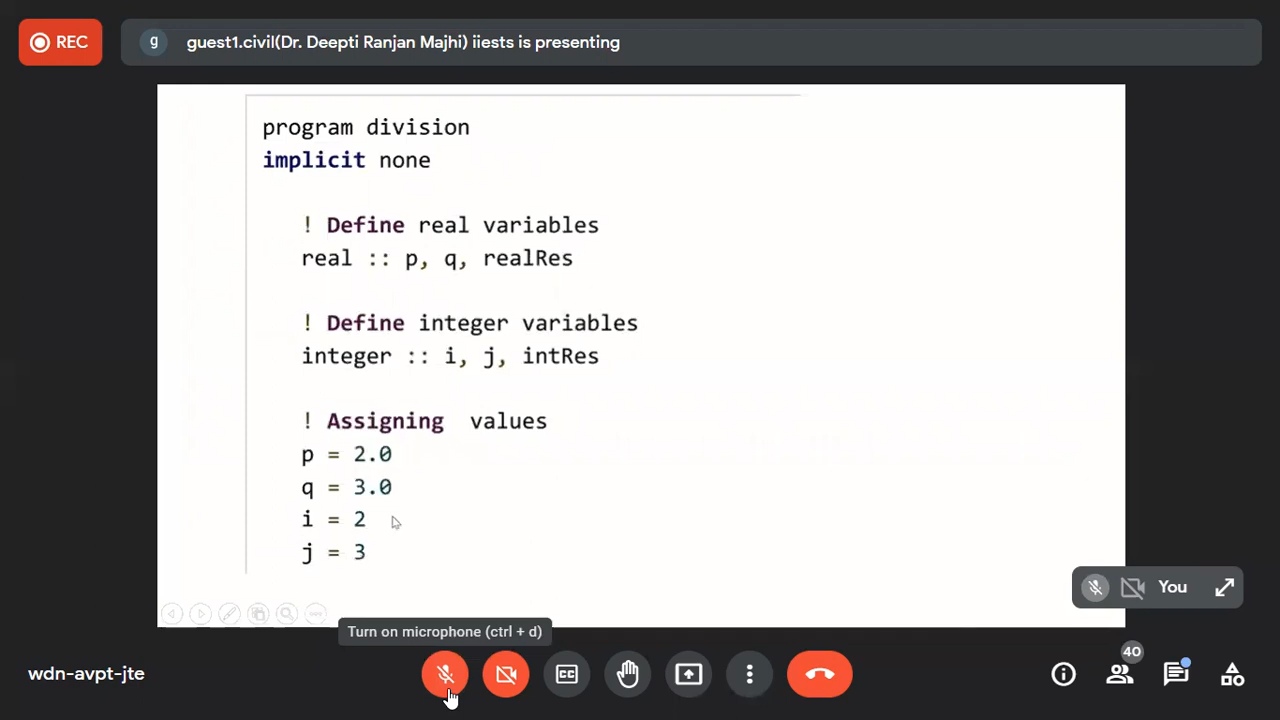 REC
g guest1.civil(Dr. Deepti Ranjan Majhi) iiests is presenting
program division
implicit none
! Define real variables
real :: p, q, realRes
! Define integer variables
integer :: i, j, intRes
! Assigning values
p = 2.0
q = 3.0
i = 2
j = 3
You
Turn on microphone (ctrl + d)
40
wdn-avpt-jte